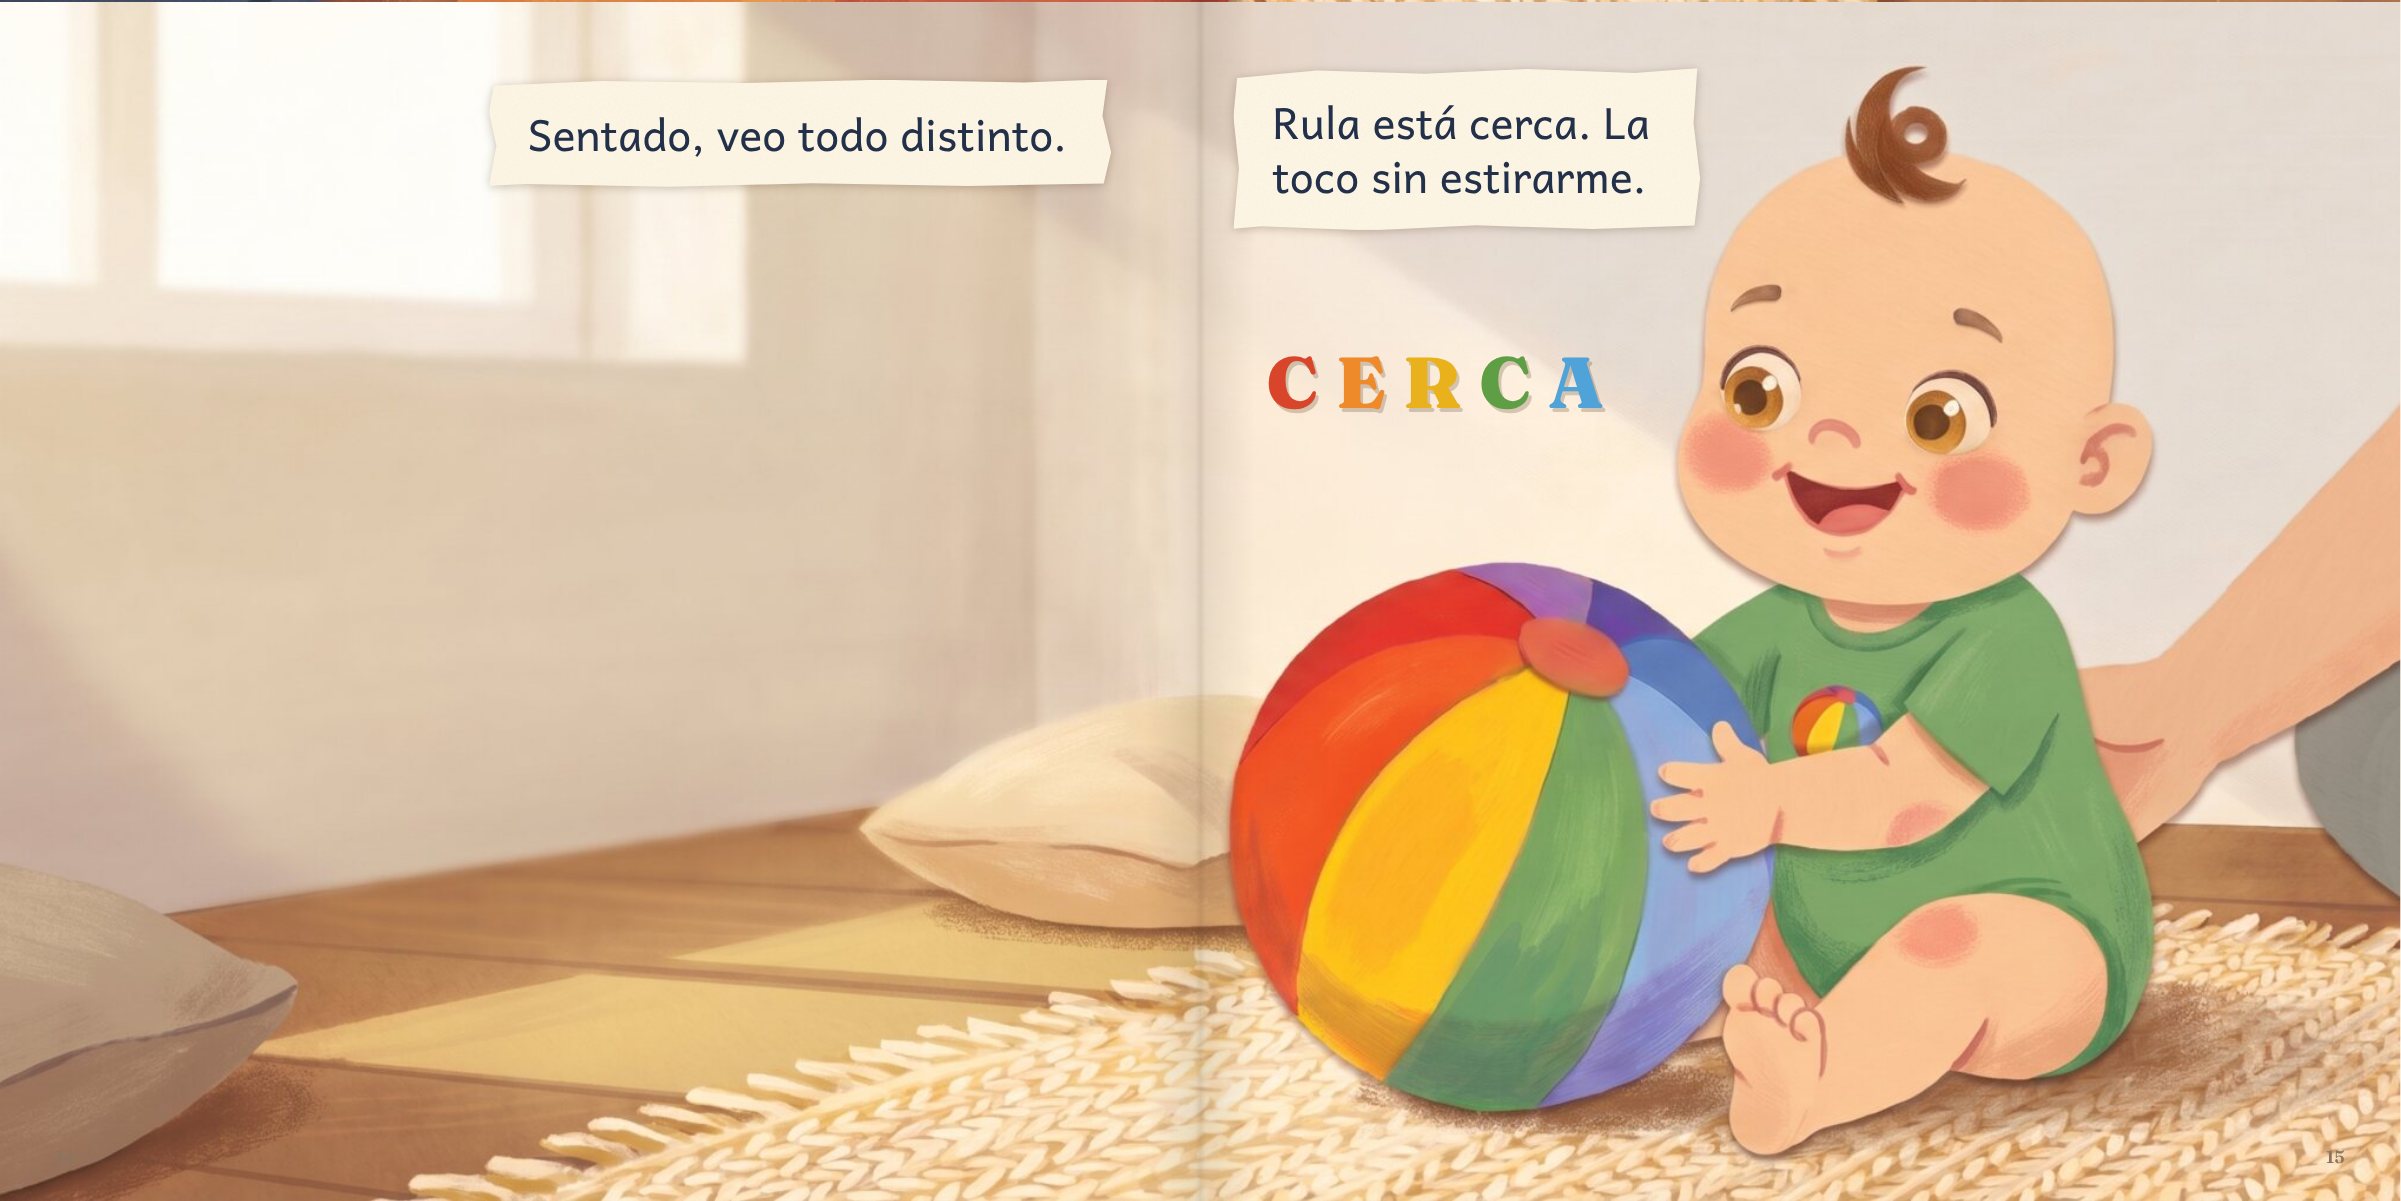 Sentado, veo todo distinto.
Rula está cerca. La
toco sin estirarme.
CERCA
15